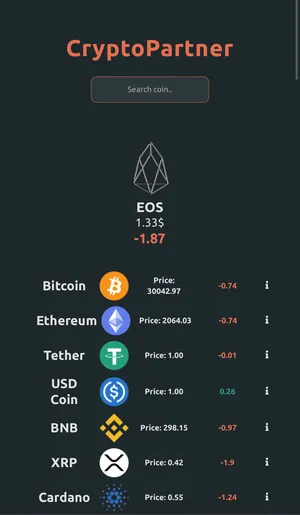 CryptoPartner
Search coin..
EOS
1.33$
-1.87
Bitcoin Price: 30042.97 -0.74 i
Ethereum Price: 2064.03 -0.74 i
Tether Price: 1.00 -0.01 i
USD Coin Price: 1.00 0.26 i
BNB Price: 298.15 -0.97 i
XRP Price: 0.42 -1.9 i
Cardano Price: 0.55 -1.24 i